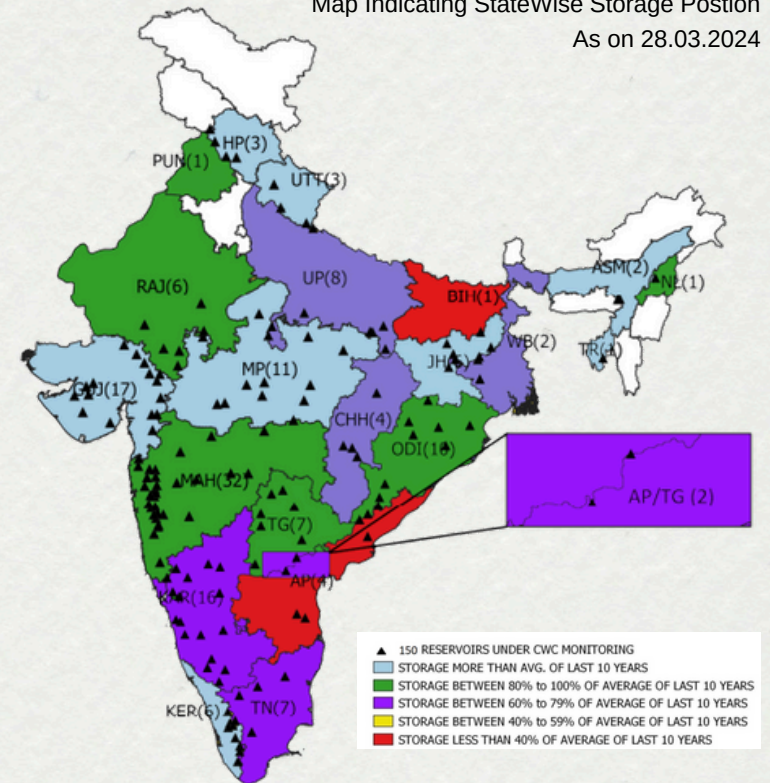 Map Indicating StateWise Storage Postion
As on 28.03.2024
HP(3)
PUN(1)
UTT(3)
ASM(2)
NL(1)
UP(8)
RAJ(6)
BIH(1)
WB(2)
TR(1)
JH(6)
MP(11)
GUJ(17)
CHH(4)
ODI(10)
MAH(32)
AP/TG (2)
TG(7)
AP(4)
KAR(16)
KER(6)
TN(7)
150 RESERVOIRS UNDER CWC MONITORING
STORAGE MORE THAN AVG. OF LAST 10 YEARS
STORAGE BETWEEN 80% to 100% OF AVERAGE OF LAST 10 YEARS
STORAGE BETWEEN 60% to 79% OF AVERAGE OF LAST 10 YEARS
STORAGE BETWEEN 40% to 59% OF AVERAGE OF LAST 10 YEARS
STORAGE LESS THAN 40% OF AVERAGE OF LAST 10 YEARS